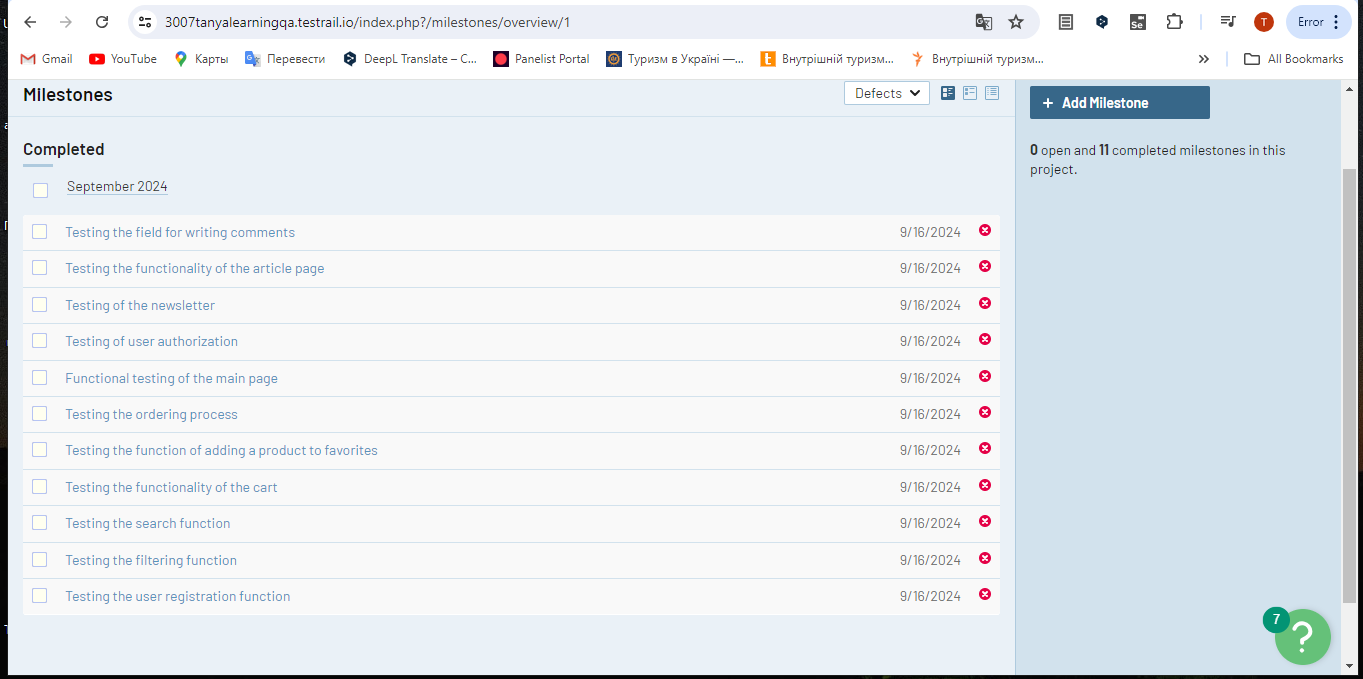 3007tanyalearningqa.testrail.io/index.php?/milestones/overview/1
T
Error
Gmail
YouTube
Карты
Перевести
DeepL Translate – C...
Panelist Portal
Туризм в Україні —...
Внутрішній туризм...
Внутрішній туризм...
All Bookmarks
Milestones
Defects
+ Add Milestone
0 open and 11 completed milestones in this
project.
Completed
September 2024
Testing the field for writing comments 9/16/2024
Testing the functionality of the article page 9/16/2024
Testing of the newsletter 9/16/2024
Testing of user authorization 9/16/2024
Functional testing of the main page 9/16/2024
Testing the ordering process 9/16/2024
Testing the function of adding a product to favorites 9/16/2024
Testing the functionality of the cart 9/16/2024
Testing the search function 9/16/2024
Testing the filtering function 9/16/2024
Testing the user registration function 9/16/2024
7
?